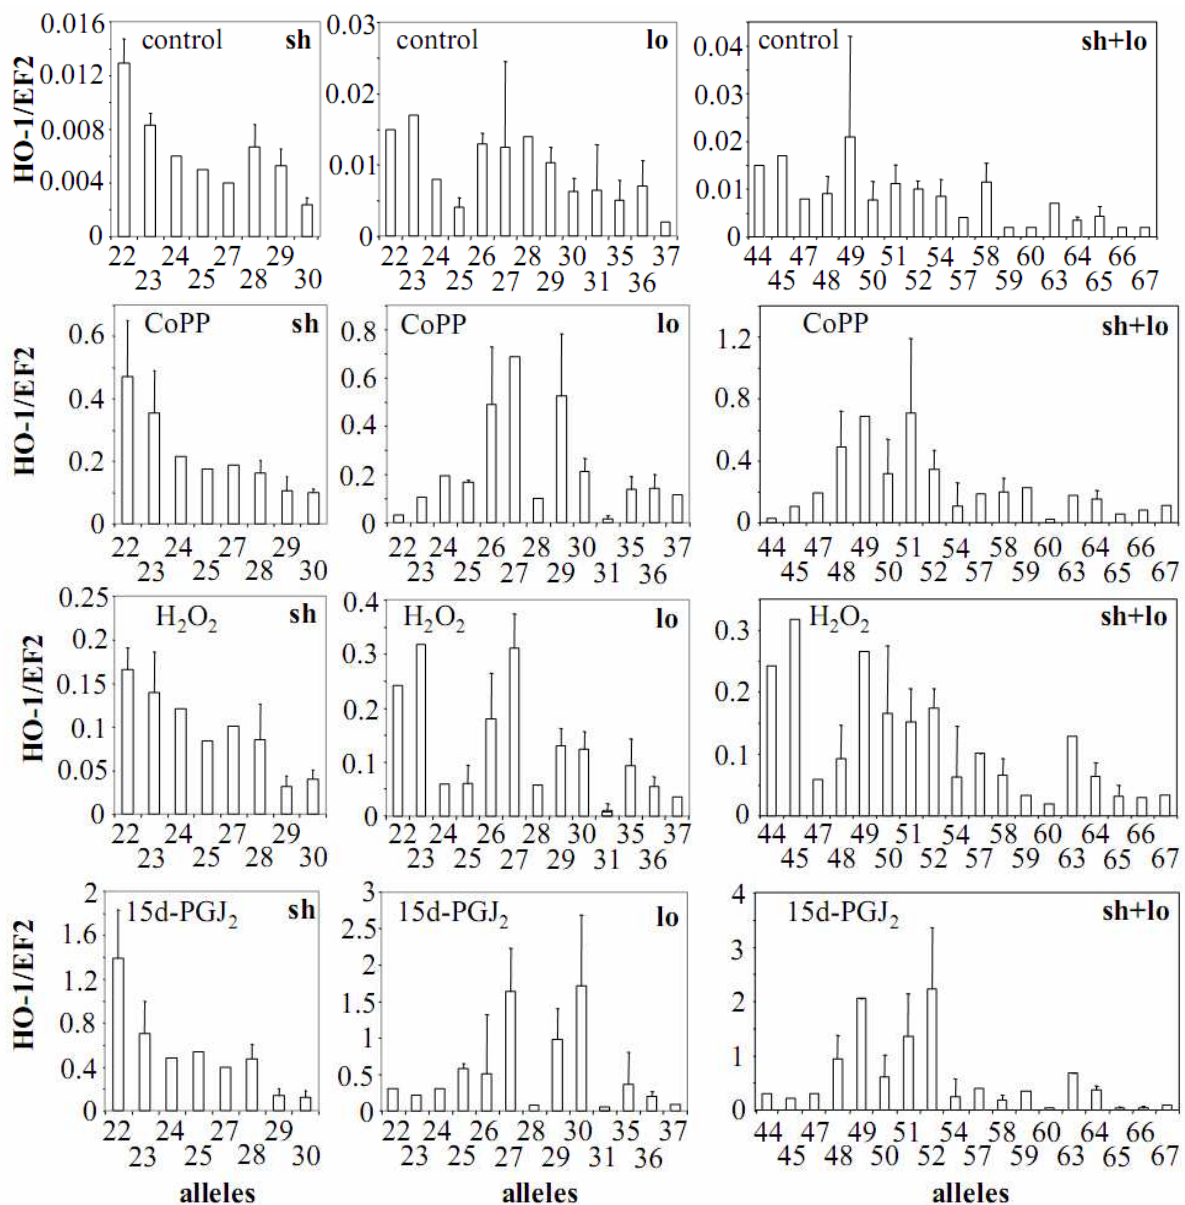 0.016
0.012
0.008
0.004
0
HO-1/EF2
control sh
22 24 27 29
23 25 28 30
0.03
0.02
0.01
0
control lo
22 24 26 28 30 35 37
23 25 27 29 31 36
0.04
0.03
0.02
0.01
0
control sh+lo
44 47 49 51 54 58 60 64 66
45 48 50 52 57 59 63 65 67
0.6
0.4
0.2
0
HO-1/EF2
CoPP sh
22 24 27 29
23 25 28 30
0.8
0.6
0.4
0.2
0
CoPP lo
22 24 26 28 30 35 37
23 25 27 29 31 36
1.2
0.8
0.4
0
CoPP sh+lo
44 47 49 51 54 58 60 64 66
45 48 50 52 57 59 63 65 67
0.25
0.2
0.15
0.1
0.05
0
HO-1/EF2
H₂O₂ sh
22 24 27 29
23 25 28 30
0.4
0.3
0.2
0.1
0
H₂O₂ lo
22 24 26 28 30 35 37
23 25 27 29 31 36
0.3
0.2
0.1
0
H₂O₂ sh+lo
44 47 49 51 54 58 60 64 66
45 48 50 52 57 59 63 65 67
2
1.6
1.2
0.8
0.4
0
HO-1/EF2
15d-PGJ₂ sh
22 24 27 29
23 25 28 30
alleles
3
2.5
2
1.5
1
0.5
0
15d-PGJ₂ lo
22 24 26 28 30 35 37
23 25 27 29 31 36
4
3
2
1
0
15d-PGJ₂ sh+lo
44 47 49 51 54 58 60 64 66
45 48 50 52 57 59 63 65 67
alleles